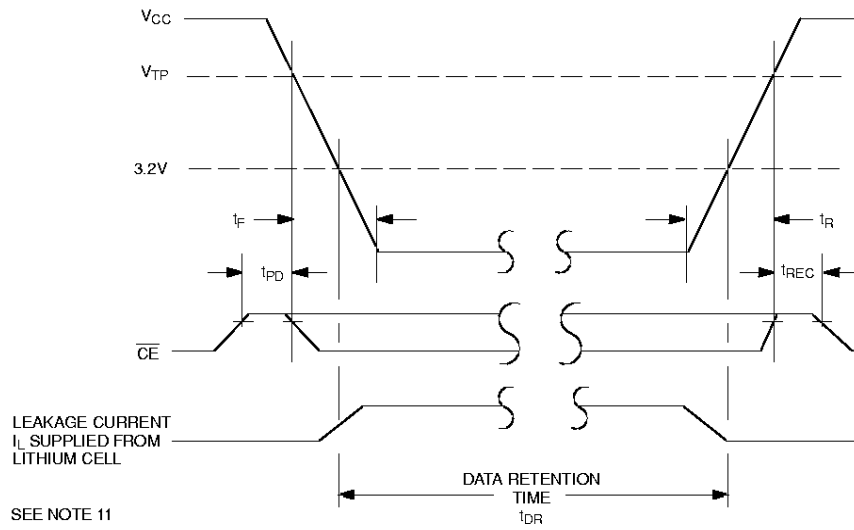 VCC
VTP
3.2V
tF
tR
tPD
tREC
CE
LEAKAGE CURRENT
IL SUPPLIED FROM
LITHIUM CELL
DATA RETENTION
TIME
tDR
SEE NOTE 11